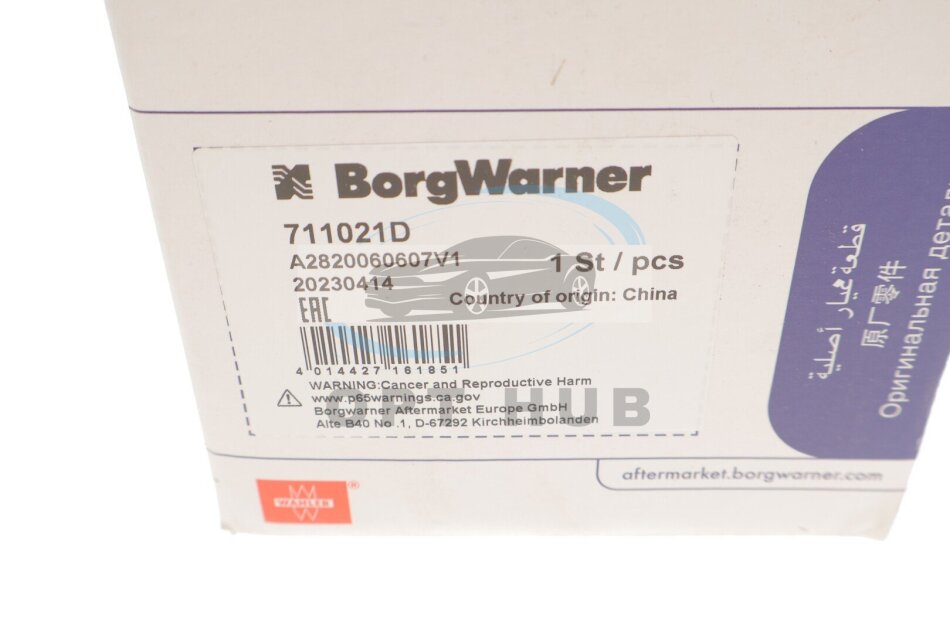 BorgWarner
711021D
A2820060607V1
20230414
1 St / pcs
Country of origin: China
EAC
4 014427 161851
WARNING:Cancer and Reproductive Harm
www.p65warnings.ca.gov
Borgwarner Aftermarket Europe GmbH
Alte B40 No .1, D-67292 Kirchheimbolanden
OPT HUB
WAHLER®
aftermarket.borgwarner.com
قطعة غيار أصلية
原厂零件
Оригинальная